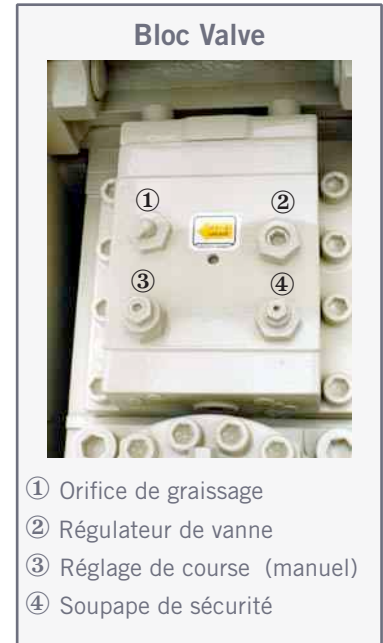 Bloc Valve
① ②
③ ④
① Orifice de graissage
② Régulateur de vanne
③ Réglage de course (manuel)
④ Soupape de sécurité